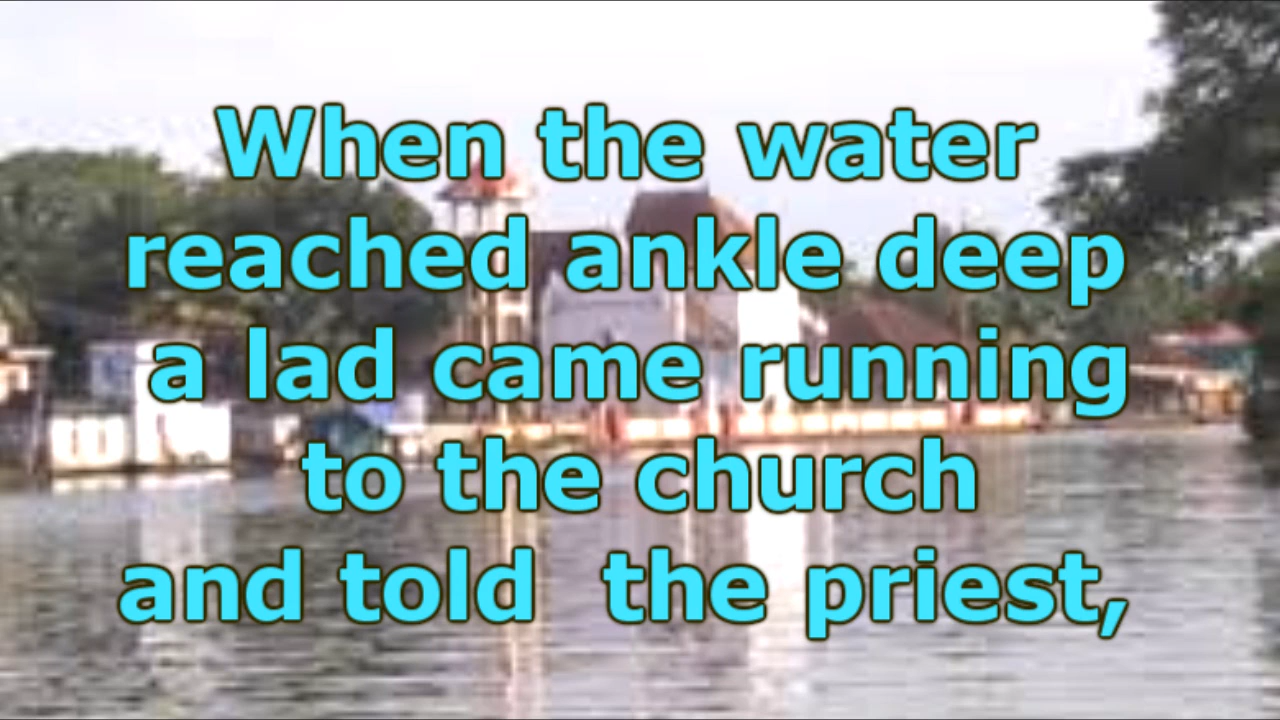 When the water
reached ankle deep
a lad came running
to the church
and told  the priest,